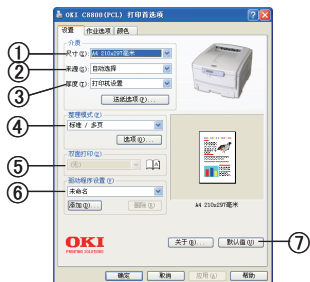 OKI C8800(PCL) 打印首选项
设置 作业选项 颜色
介质
① 尺寸(Z): A4 210x297毫米
② 来源(S): 自动选择
③ 厚度(T): 打印机设置
送纸选项(P)...
整理模式(F)
④ 标准 / 多页
选项(O)...
双面打印(2)
⑤ (无)
驱动程序设置(E)
⑥ 未命名
添加(D)... 删除(R)
A4 210x297毫米
OKI
PRINTING SOLUTIONS
关于(B)... 默认值(U) ⑦
确定 取消 应用(A) 帮助